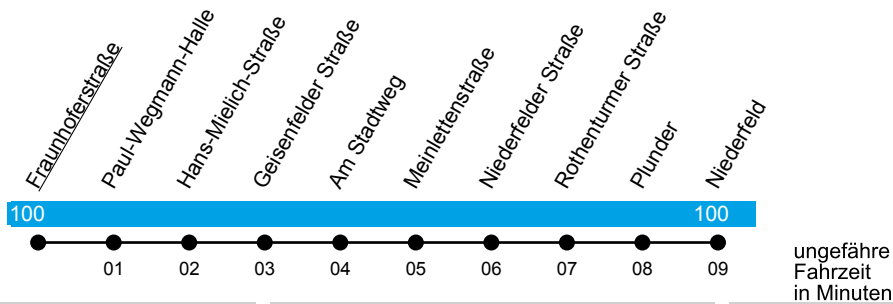 Fraunhoferstraße
Paul-Wegmann-Halle
Hans-Mielich-Straße
Geisenfelder Straße
Am Stadtweg
Meinlettenstraße
Niederfelder Straße
Rothenturmer Straße
Plunder
Niederfeld
100 100
01 02 03 04 05 06 07 08 09
ungefähre
Fahrzeit
in Minuten